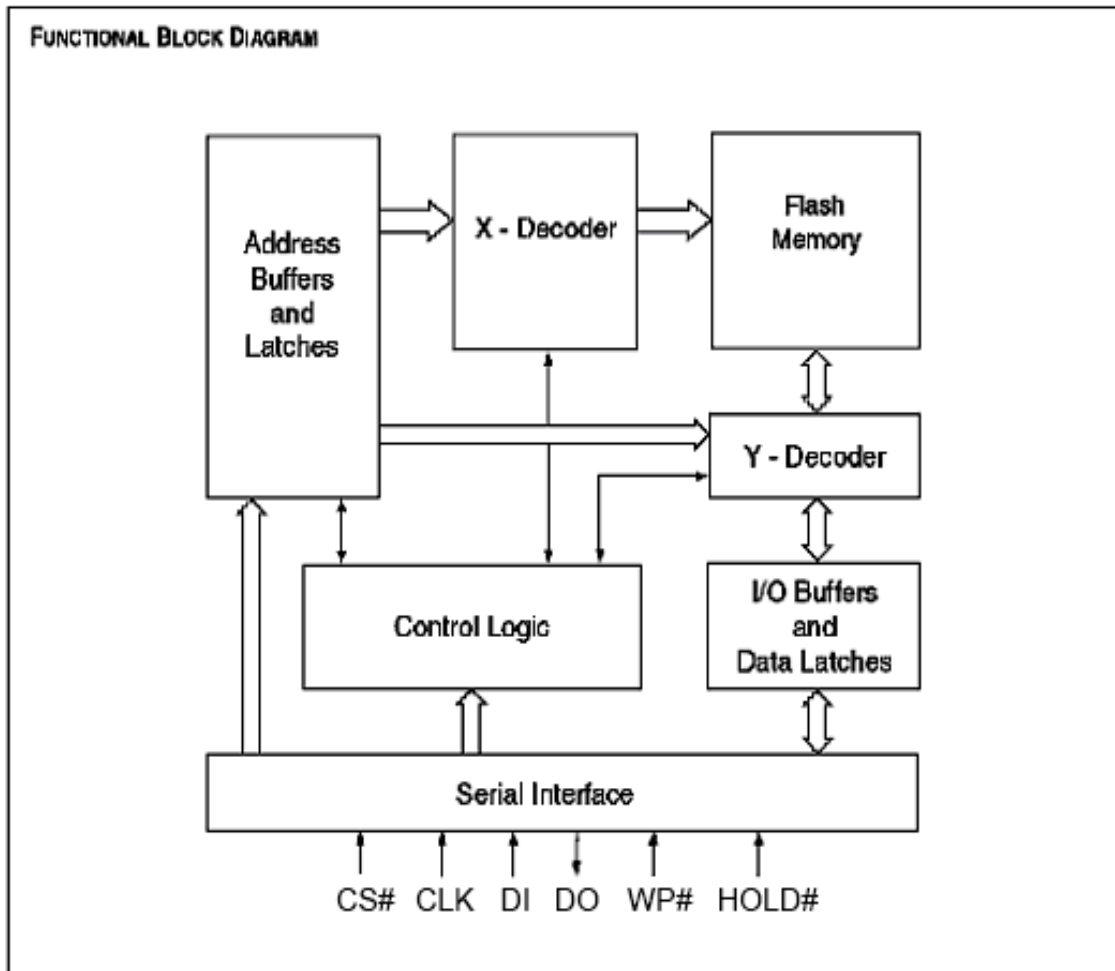 FUNCTIONAL BLOCK DIAGRAM
Address
Buffers
and
Latches
X - Decoder
Flash
Memory
Y - Decoder
Control Logic
I/O Buffers
and
Data Latches
Serial Interface
CS# CLK DI DO WP# HOLD#